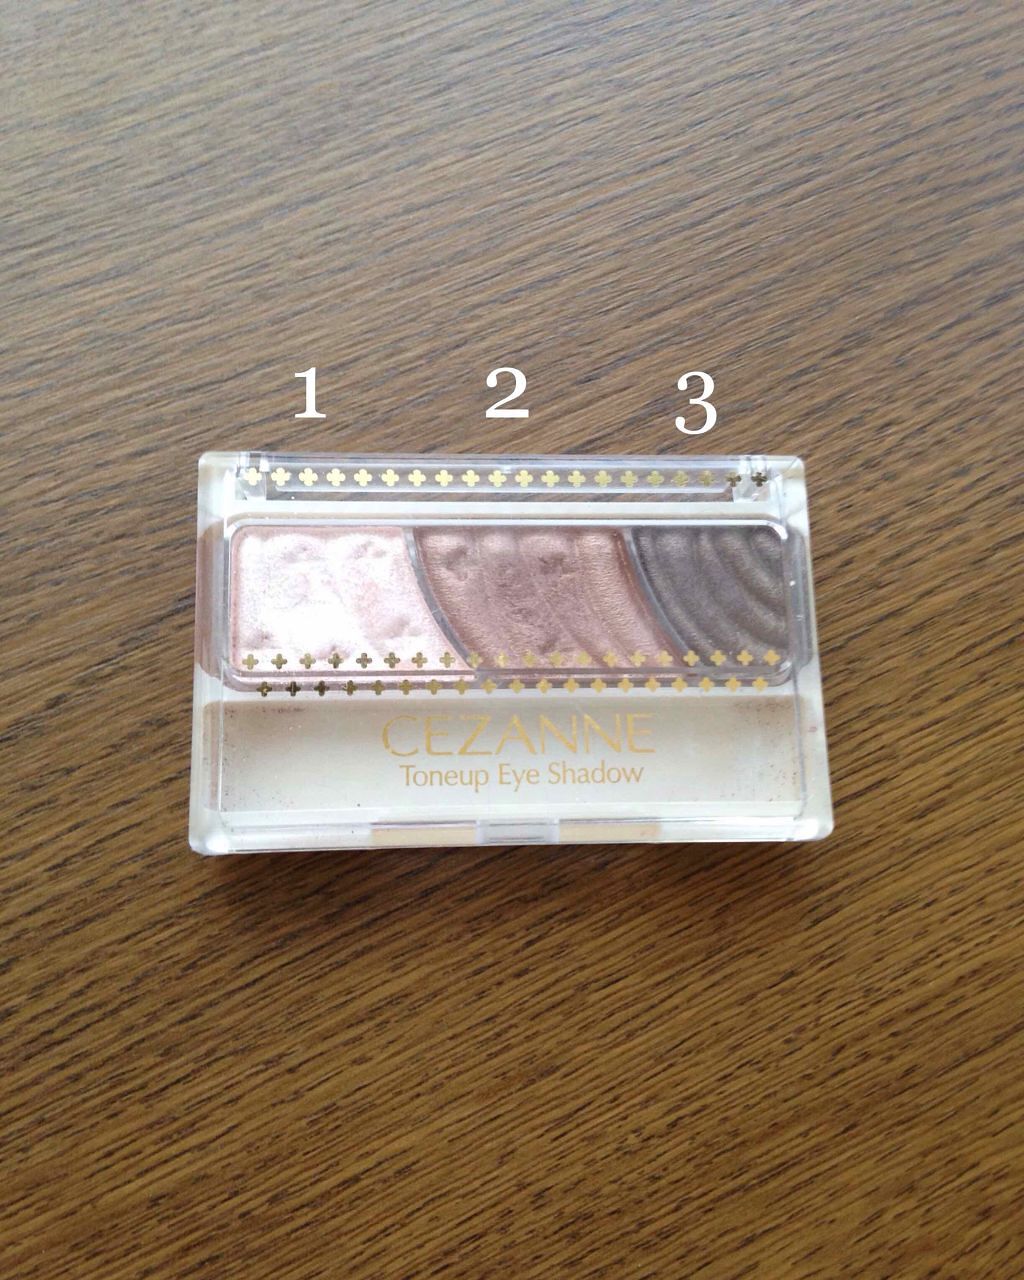 1 2 3
CEZANNE
Toneup Eye Shadow